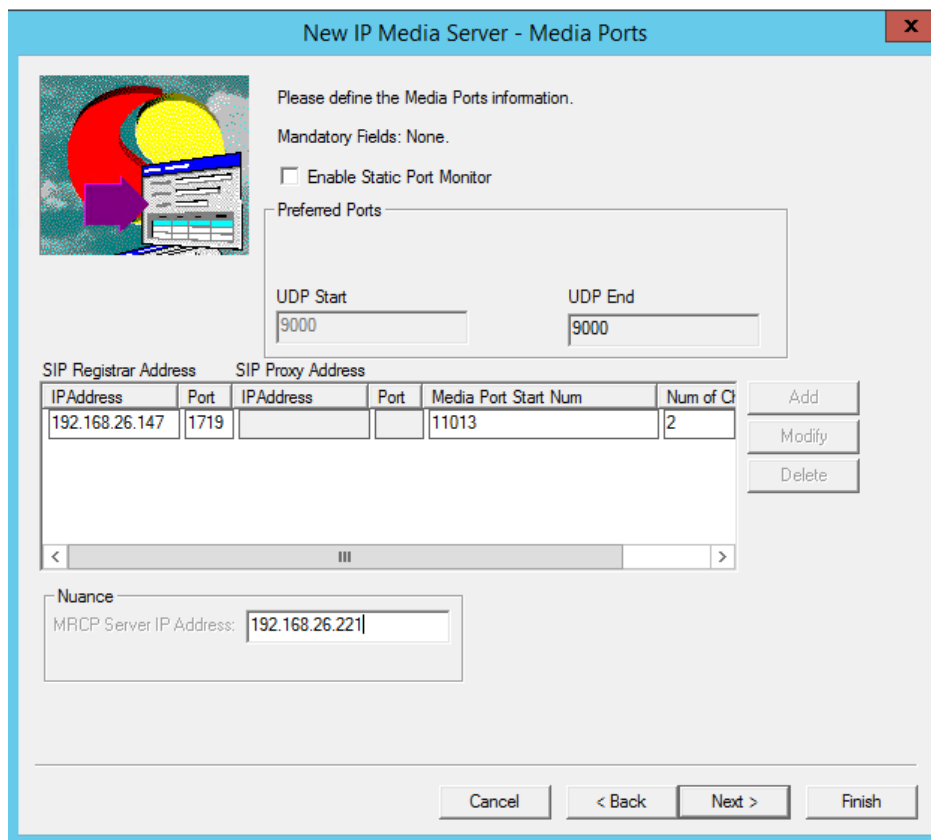 New IP Media Server - Media Ports
x
Please define the Media Ports information.
Mandatory Fields: None.
Enable Static Port Monitor
Preferred Ports
UDP Start UDP End
9000 9000
SIP Registrar Address SIP Proxy Address
IPAddress Port IPAddress Port Media Port Start Num Num of Ch
192.168.26.147 1719 11013 2
Add
Modify
Delete
Nuance
MRCP Server IP Address: 192.168.26.221
Cancel < Back Next > Finish